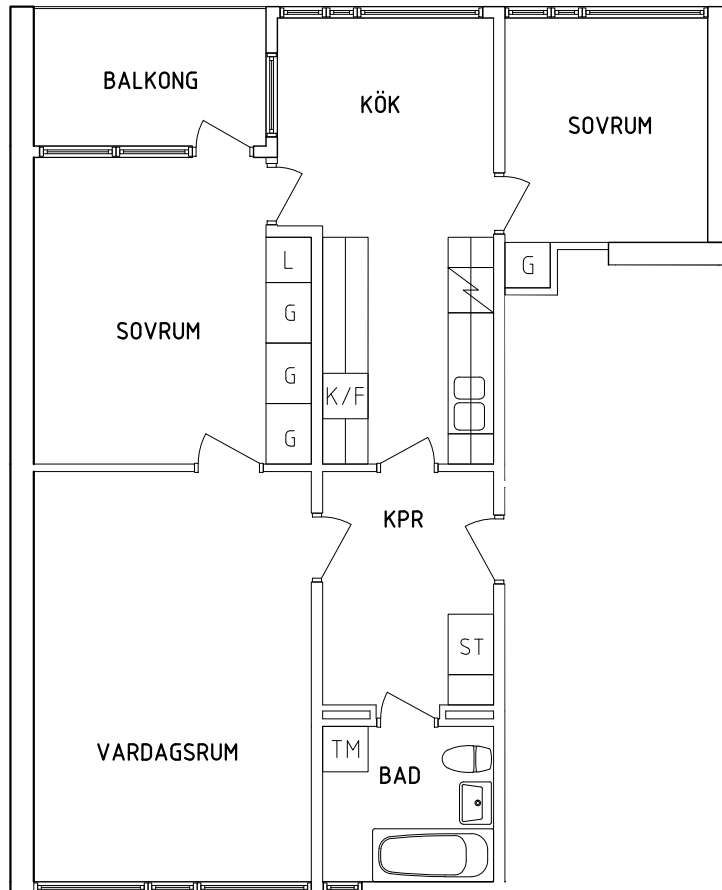 BALKONG
KÖK
SOVRUM
L
G
G
SOVRUM
G
K/F
G
G
KPR
ST
VARDAGSRUM
TM
BAD